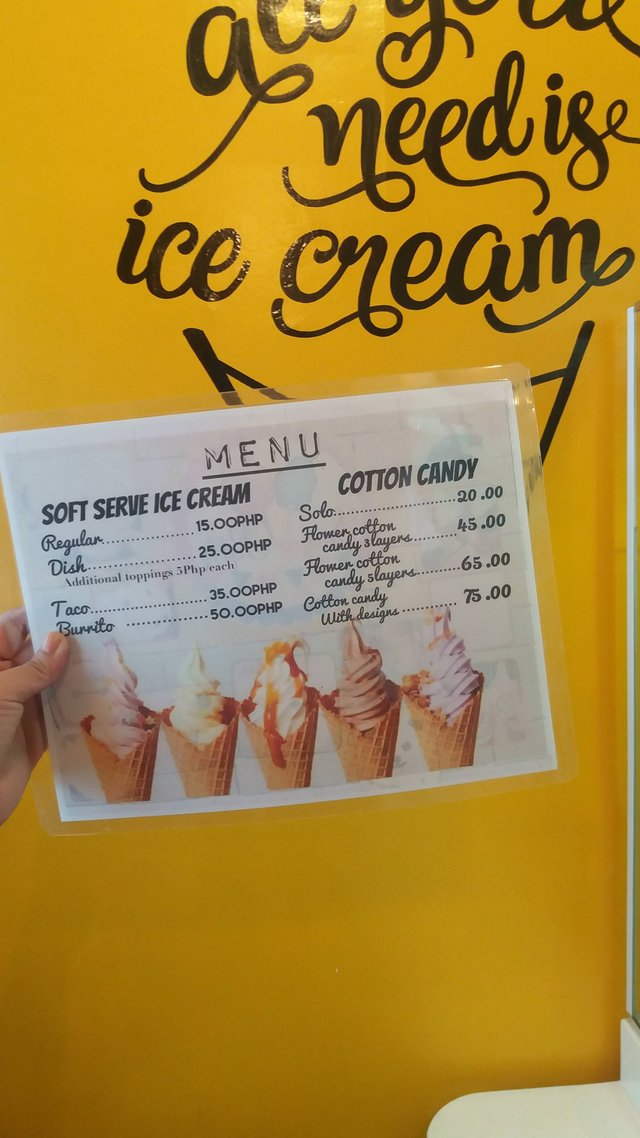 all you
need is
ice cream
MENU
SOFT SERVE ICE CREAM
Regular..................15.00PHP
Dish......................25.00PHP
Additional toppings 5Php each
Taco......................35.00PHP
Burrito ................50.00PHP
COTTON CANDY
Solo........................20.00
Flower cotton
candy 3layers..........45.00
Flower cotton
candy 5layers..........65.00
Cotton candy
With designs ...........75.00